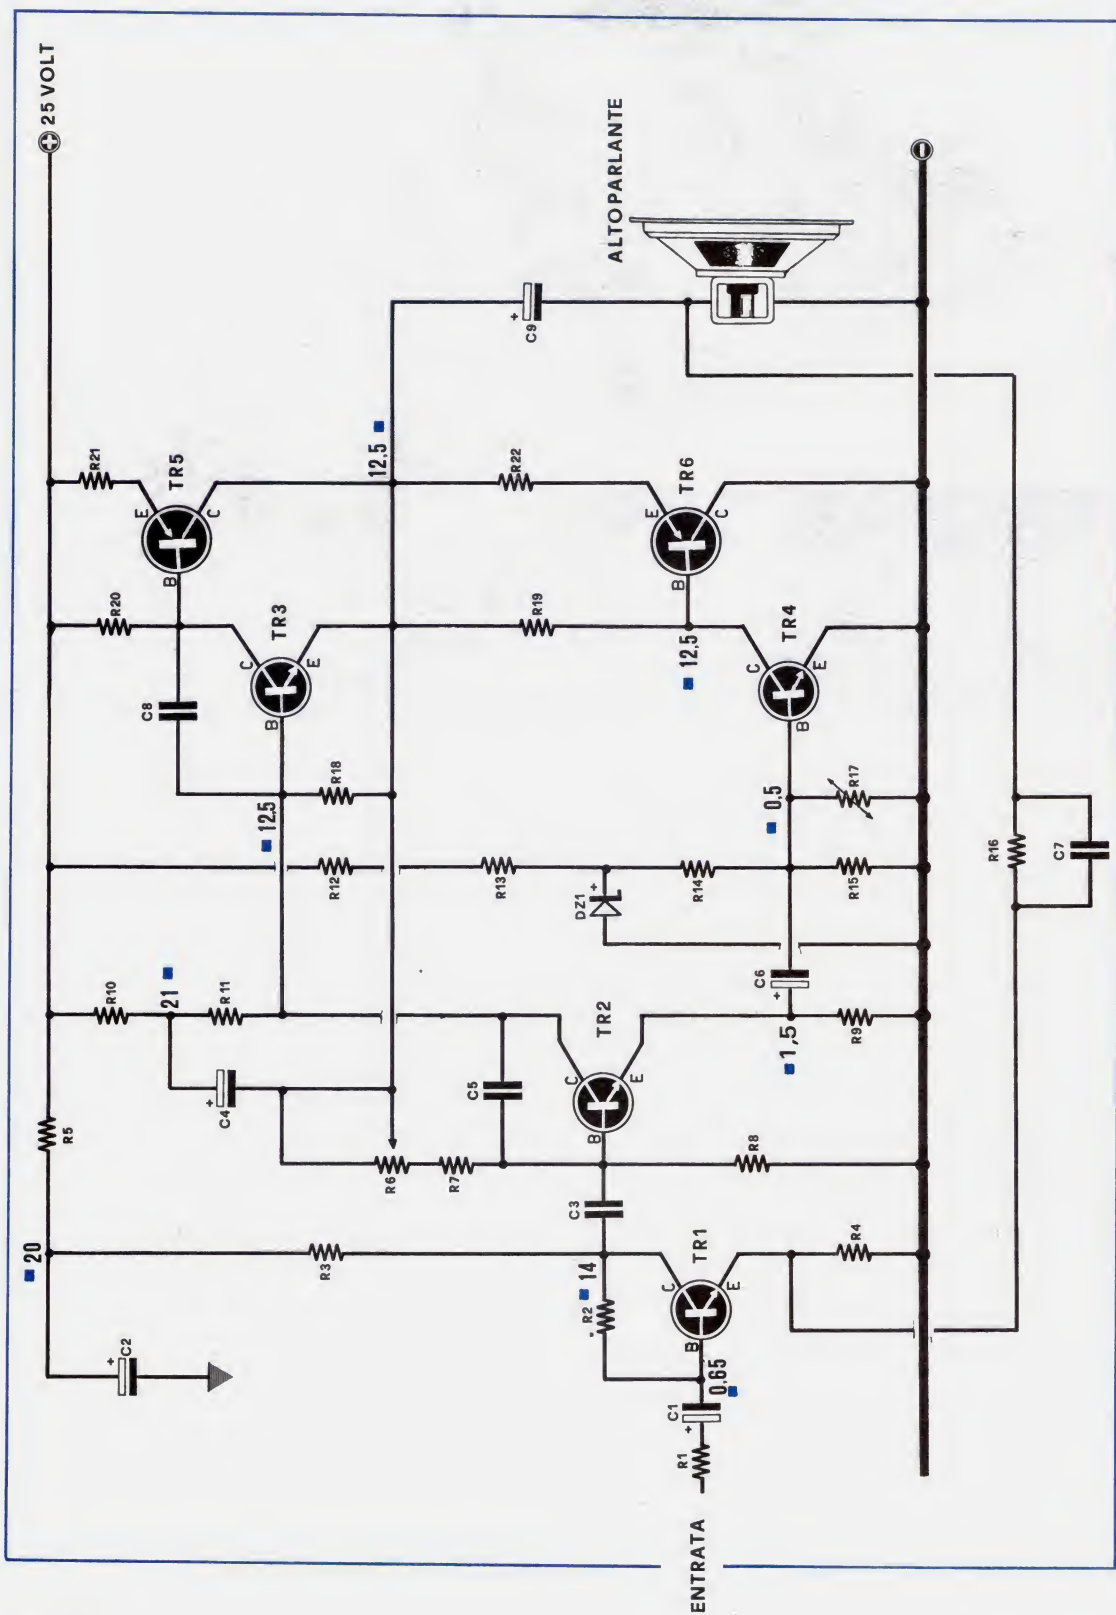 25 VOLT
R21
E
TR5
C
B
R20
C8
C
TR3
E
B
12,5
R22
E
TR6
C
B
R19
12,5
C
TR4
E
B
+
C9
ALTOPARLANTE
R18
12,5
R12
R13
+
DZ1
R14
0,5
R17
R15
R16
C7
R10
21
R11
+
C4
R5
R6
R7
C5
C
TR2
E
B
+
C6
1,5
R9
R8
20
R3
C3
14
R2
C
TR1
E
B
R4
+
C2
0,65
C1
+
R1
ENTRATA